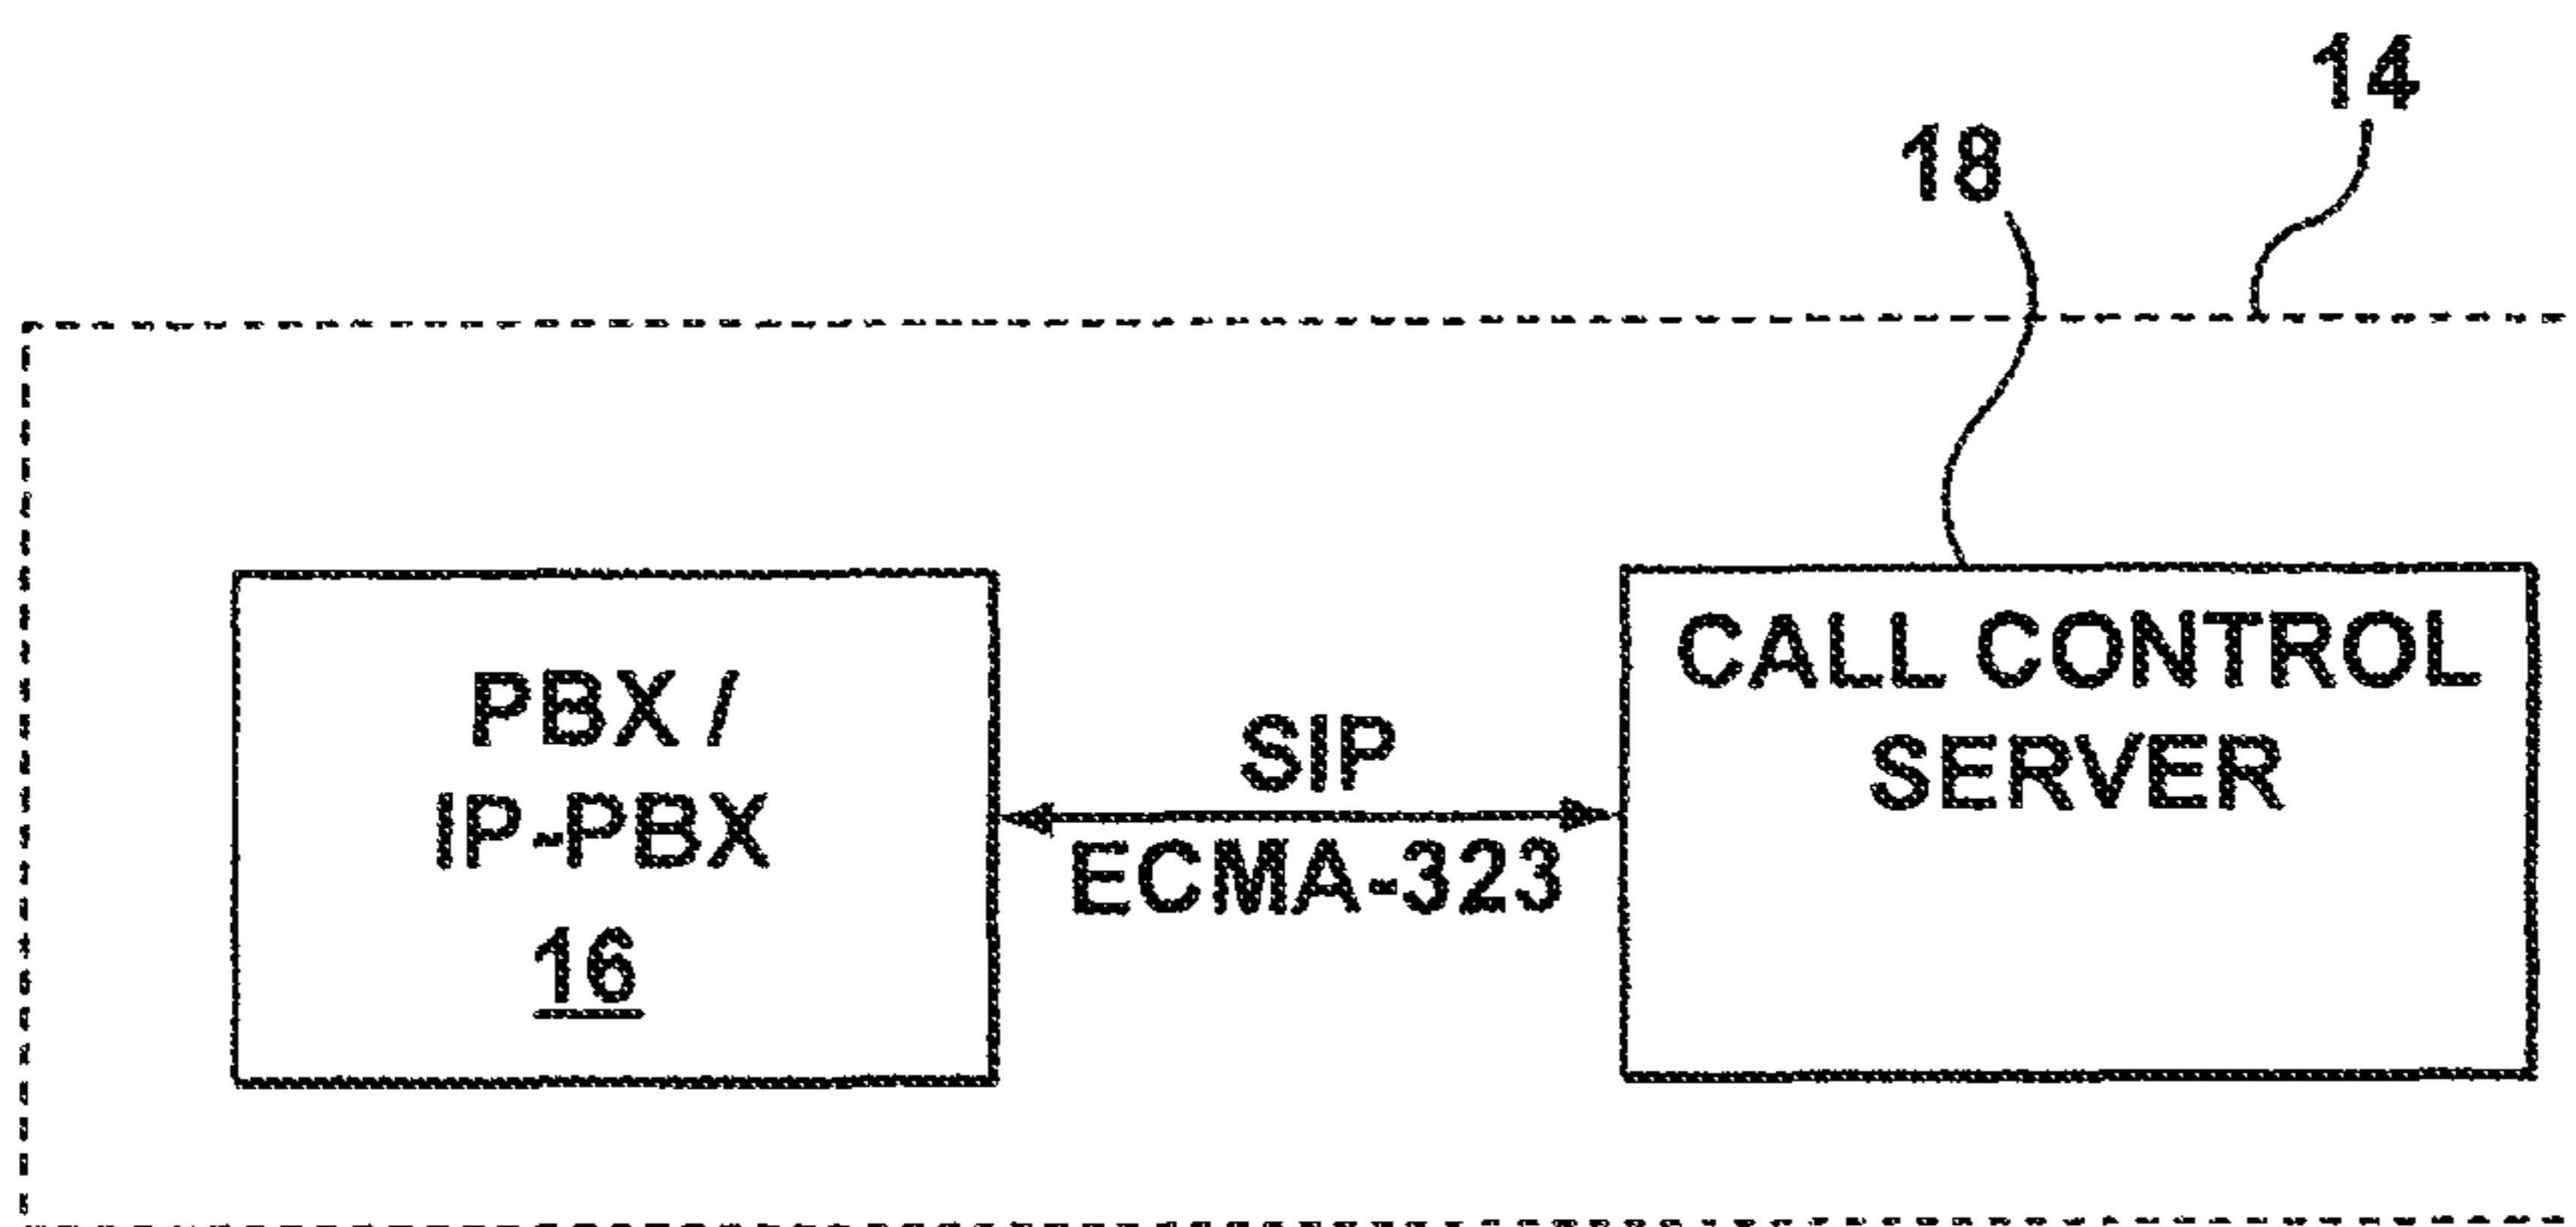 14
18
PBX /
IP-PBX
16
SIP
ECMA-323
CALL CONTROL
SERVER